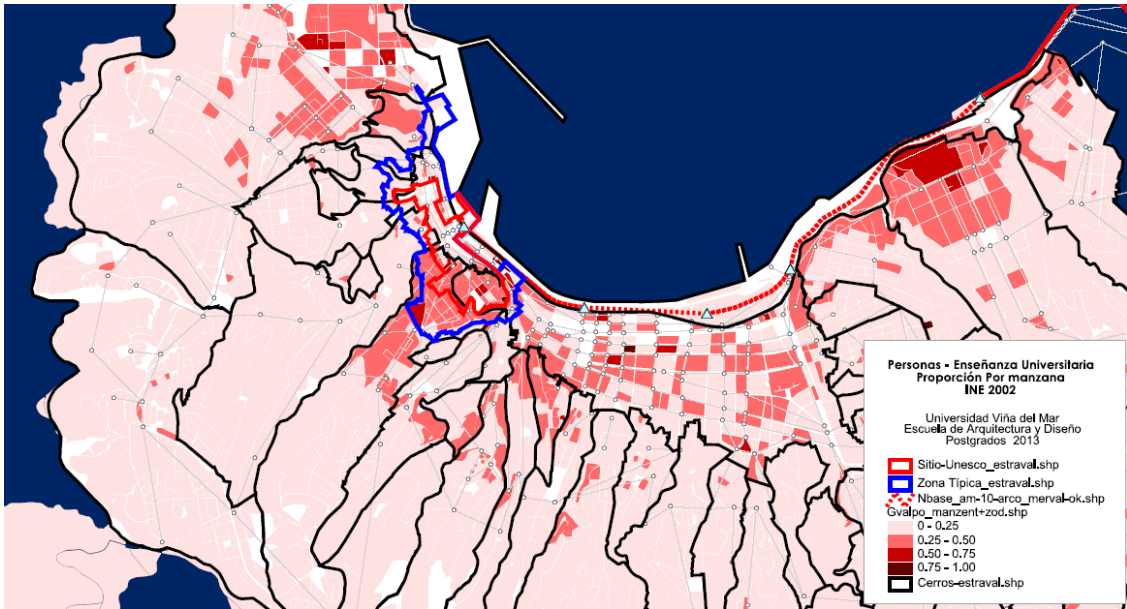 Personas - Enseñanza Universitaria
Proporción Por manzana
INE 2002
Universidad Viña del Mar
Escuela de Arquitectura y Diseño
Postgrados 2013
Sitio-Unesco_estraval.shp
Zona Típica_estraval.shp
Nbase_am-10-arco_merval-ok.shp
Gvalpo_manzent+zod.shp
0 - 0.25
0.25 - 0.50
0.50 - 0.75
0.75 - 1.00
Cerros-estraval.shp